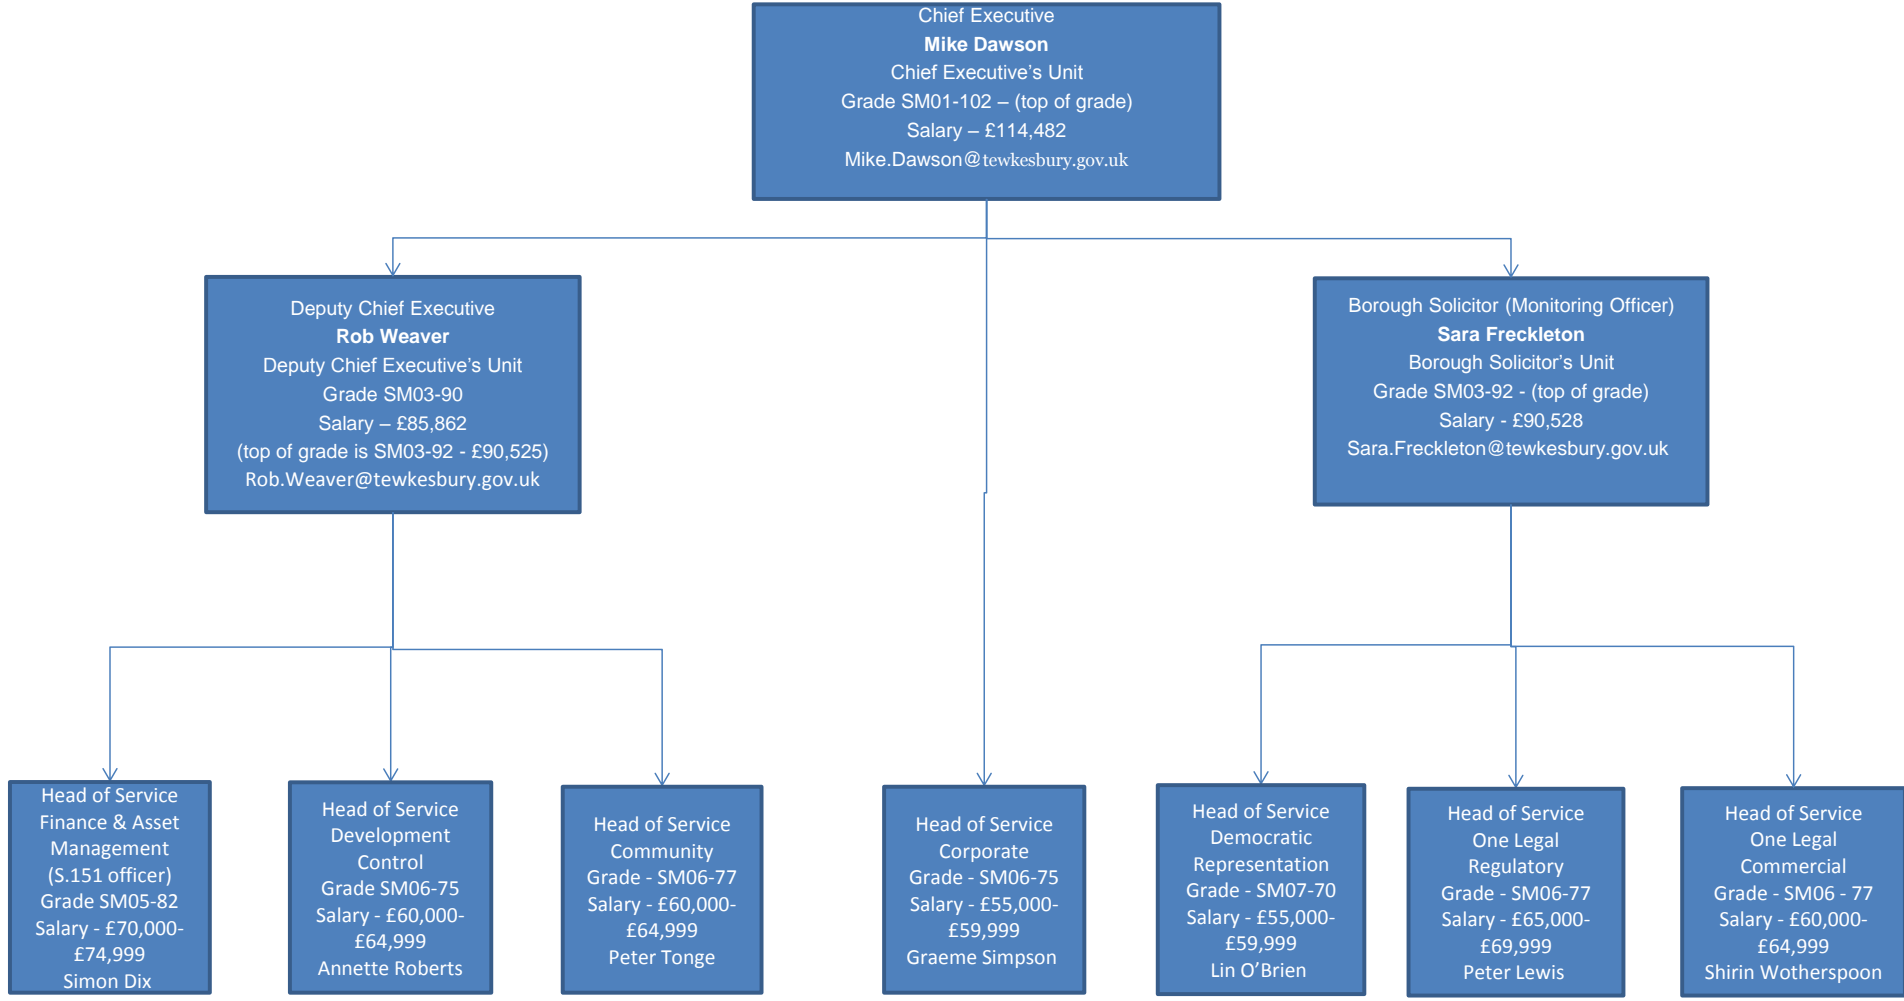 Chief Executive
Mike Dawson
Chief Executive's Unit
Grade SM01-102 – (top of grade)
Salary – £114,482
Mike.Dawson@tewkesbury.gov.uk
Deputy Chief Executive
Rob Weaver
Deputy Chief Executive's Unit
Grade SM03-90
Salary – £85,862
(top of grade is SM03-92 - £90,525)
Rob.Weaver@tewkesbury.gov.uk
Borough Solicitor (Monitoring Officer)
Sara Freckleton
Borough Solicitor's Unit
Grade SM03-92 - (top of grade)
Salary - £90,528
Sara.Freckleton@tewkesbury.gov.uk
Head of Service
Finance & Asset
Management
(S.151 officer)
Grade SM05-82
Salary - £70,000-
£74,999
Simon Dix
Head of Service
Development
Control
Grade SM06-75
Salary - £60,000-
£64,999
Annette Roberts
Head of Service
Community
Grade - SM06-77
Salary - £60,000-
£64,999
Peter Tonge
Head of Service
Corporate
Grade - SM06-75
Salary - £55,000-
£59,999
Graeme Simpson
Head of Service
Democratic
Representation
Grade - SM07-70
Salary - £55,000-
£59,999
Lin O'Brien
Head of Service
One Legal
Regulatory
Grade - SM06-77
Salary - £65,000-
£69,999
Peter Lewis
Head of Service
One Legal
Commercial
Grade - SM06 - 77
Salary - £60,000-
£64,999
Shirin Wotherspoon